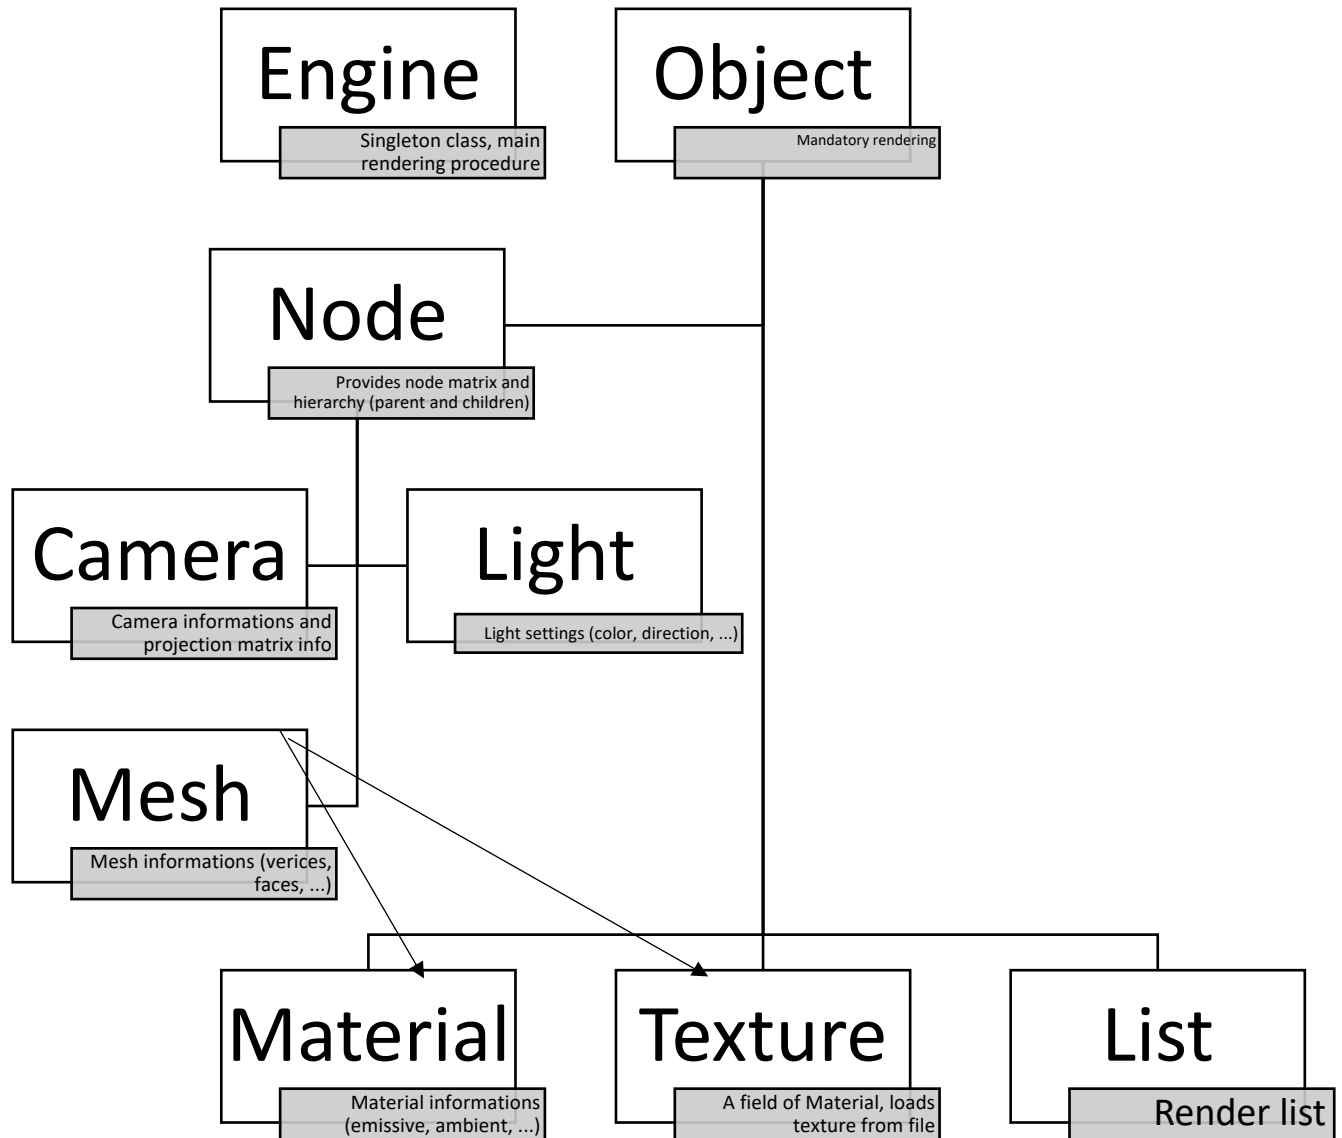 Engine
Singleton class, main
rendering procedure
Object
Mandatory rendering
Node
Provides node matrix and
hierarchy (parent and children)
Camera
Camera informations and
projection matrix info
Light
Light settings (color, direction, ...)
Mesh
Mesh informations (verices,
faces, ...)
Material
Material informations
(emissive, ambient, ...)
Texture
A field of Material, loads
texture from file
List
Render list